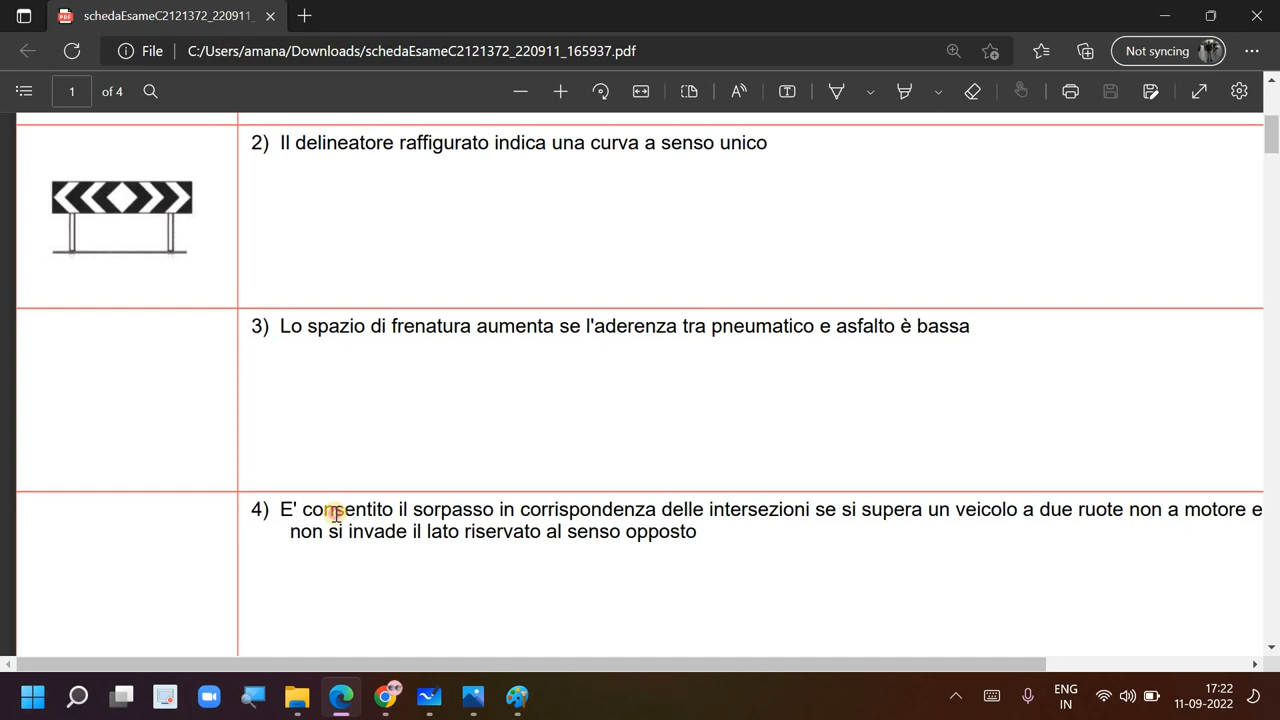 schedaEsameC2121372_220911_
File
C:/Users/amana/Downloads/schedaEsameC2121372_220911_165937.pdf
Not syncing
1 of 4
2) Il delineatore raffigurato indica una curva a senso unico
3) Lo spazio di frenatura aumenta se l'aderenza tra pneumatico e asfalto è bassa
4) E' consentito il sorpasso in corrispondenza delle intersezioni se si supera un veicolo a due ruote non a motore e
non si invade il lato riservato al senso opposto
ENG
IN
17:22
11-09-2022